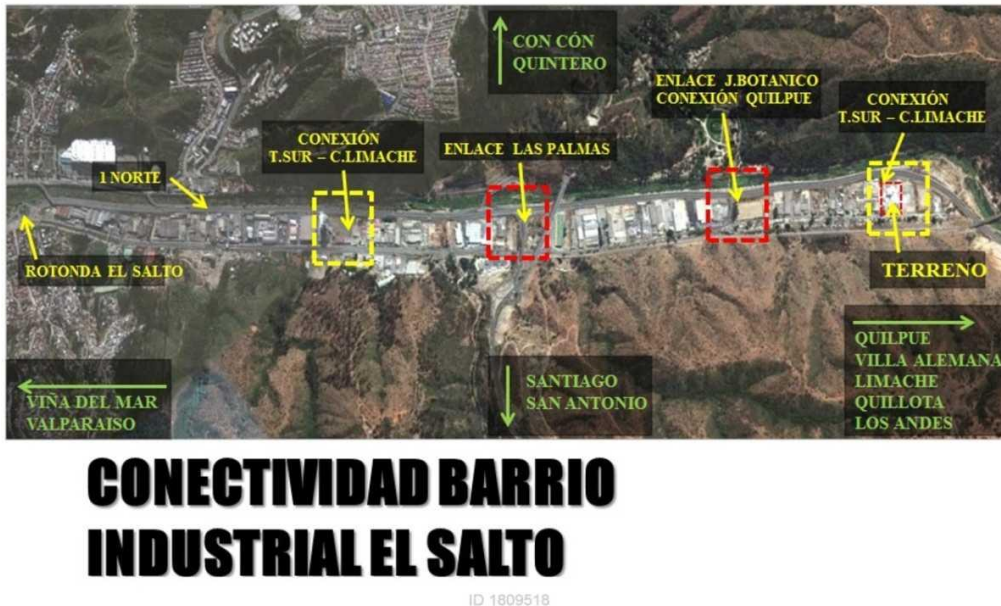 CON CÓN
QUINTERO
ENLACE J.BOTANICO
CONEXIÓN QUILPUE
CONEXIÓN
T.SUR – C.LIMACHE
CONEXIÓN
T.SUR – C.LIMACHE
ENLACE LAS PALMAS
1 NORTE
ROTONDA EL SALTO
TERRENO
VIÑA DEL MAR
VALPARAISO
SANTIAGO
SAN ANTONIO
QUILPUE
VILLA ALEMANA
LIMACHE
QUILLOTA
LOS ANDES
CONECTIVIDAD BARRIO
INDUSTRIAL EL SALTO
ID 1809518